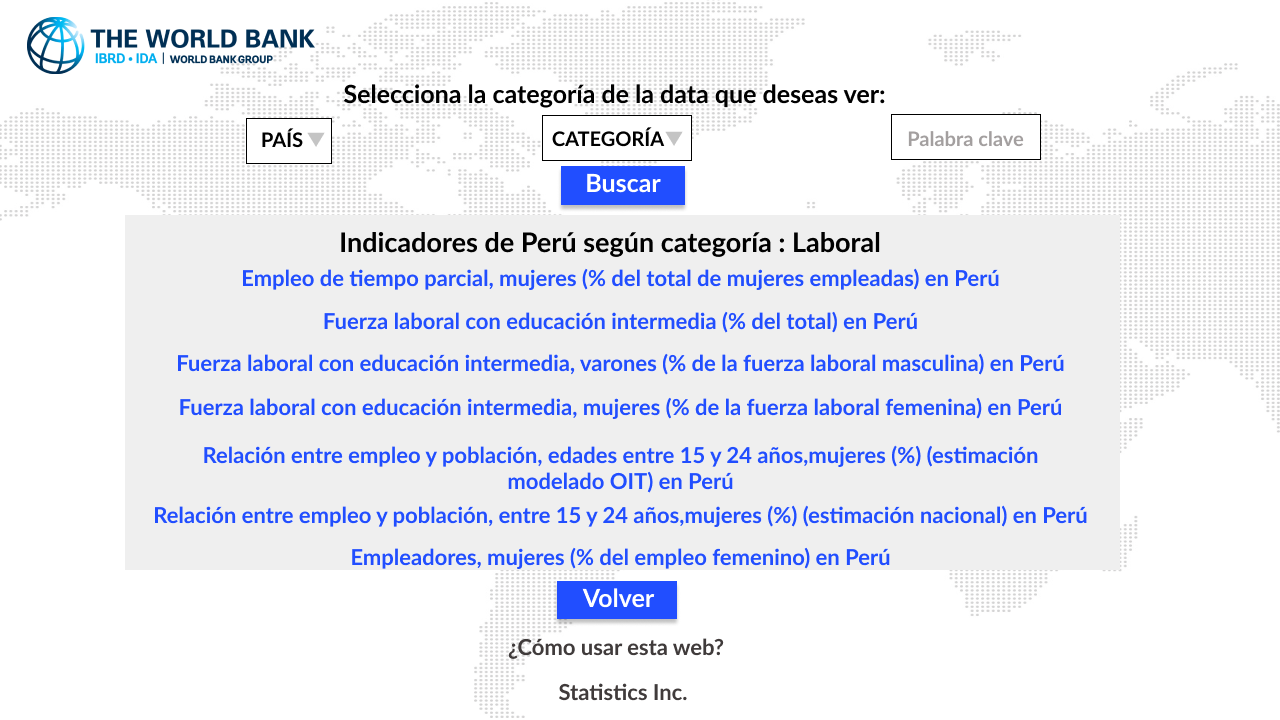 THE WORLD BANK
IBRD • IDA | WORLD BANK GROUP
Selecciona la categoría de la data que deseas ver:
PAÍS
CATEGORÍA
Palabra clave
Buscar
Indicadores de Perú según categoría : Laboral
Empleo de tiempo parcial, mujeres (% del total de mujeres empleadas) en Perú
Fuerza laboral con educación intermedia (% del total) en Perú
Fuerza laboral con educación intermedia, varones (% de la fuerza laboral masculina) en Perú
Fuerza laboral con educación intermedia, mujeres (% de la fuerza laboral femenina) en Perú
Relación entre empleo y población, edades entre 15 y 24 años,mujeres (%) (estimación
modelado OIT) en Perú
Relación entre empleo y población, entre 15 y 24 años,mujeres (%) (estimación nacional) en Perú
Empleadores, mujeres (% del empleo femenino) en Perú
Volver
¿Cómo usar esta web?
Statistics Inc.